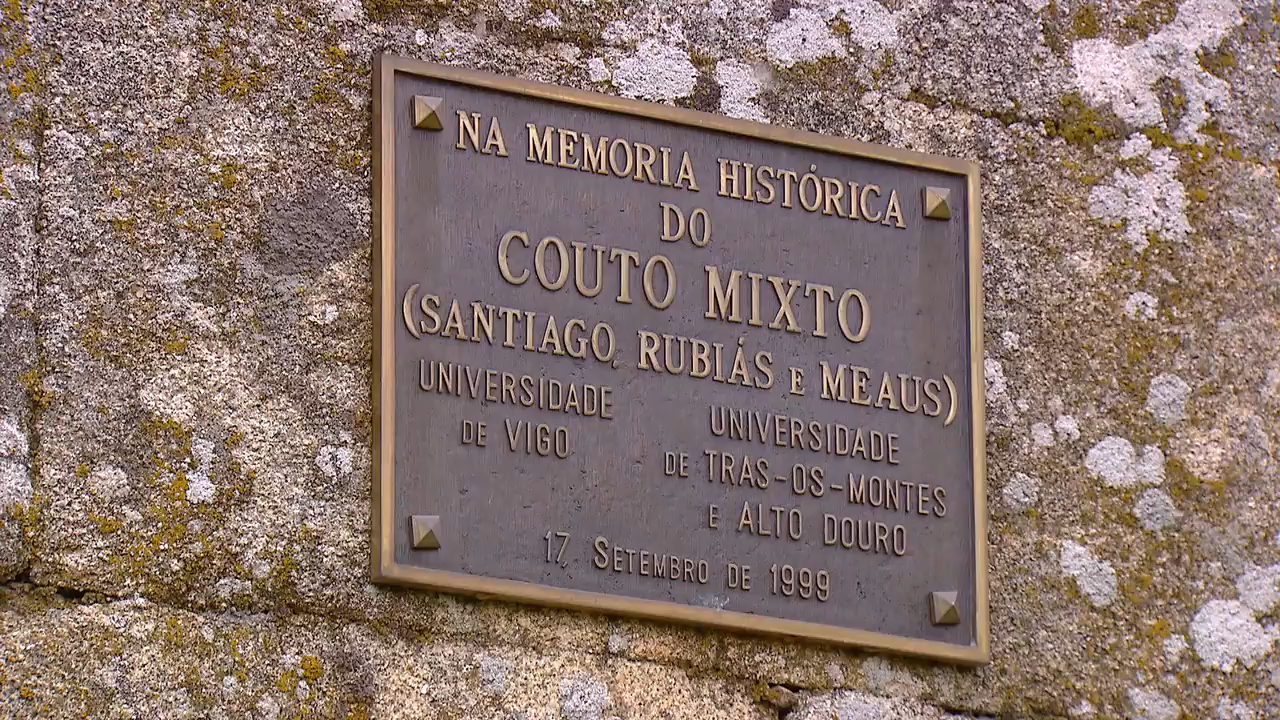 NA MEMORIA HISTÓRICA
DO
COUTO MIXTO
(SANTIAGO, RUBIÁS E MEAUS)
UNIVERSIDADE
DE VIGO
UNIVERSIDADE
DE TRAS-OS-MONTES
E ALTO DOURO
17, SETEMBRO DE 1999